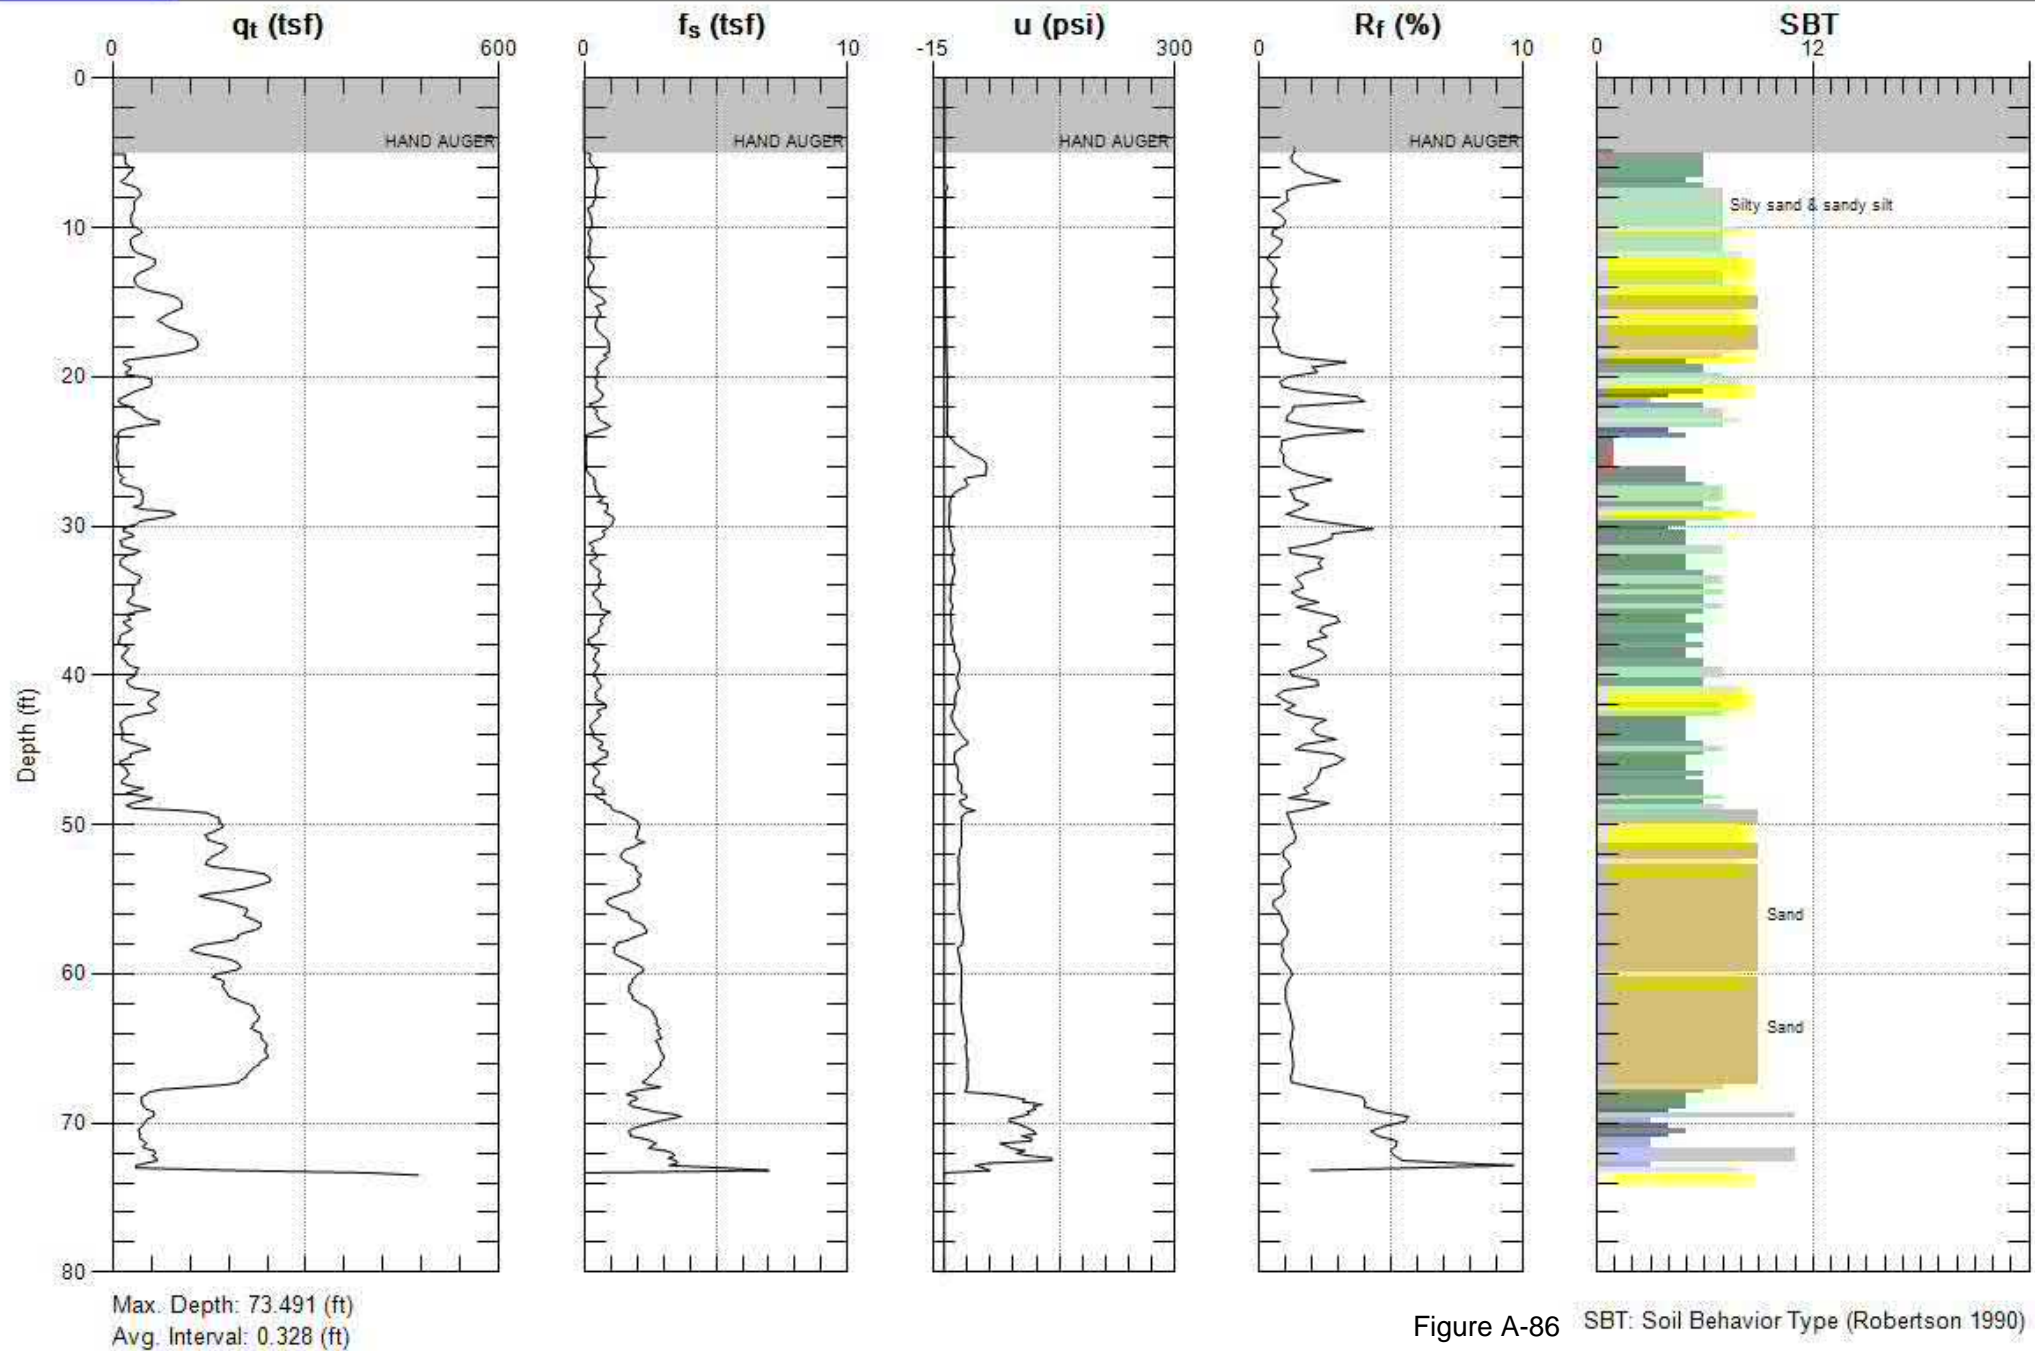 qt (tsf) fs (tsf) u (psi) Rf (%) SBT
0 600 0 10 -15 300 0 10 0 12
0
HAND AUGER HAND AUGER HAND AUGER HAND AUGER
Silty sand & sandy silt
10
20
30
40
Depth (ft)
50
Sand
60
Sand
70
80
Max. Depth: 73.491 (ft)
Avg. Interval: 0.328 (ft)
Figure A-86 SBT: Soil Behavior Type (Robertson 1990)